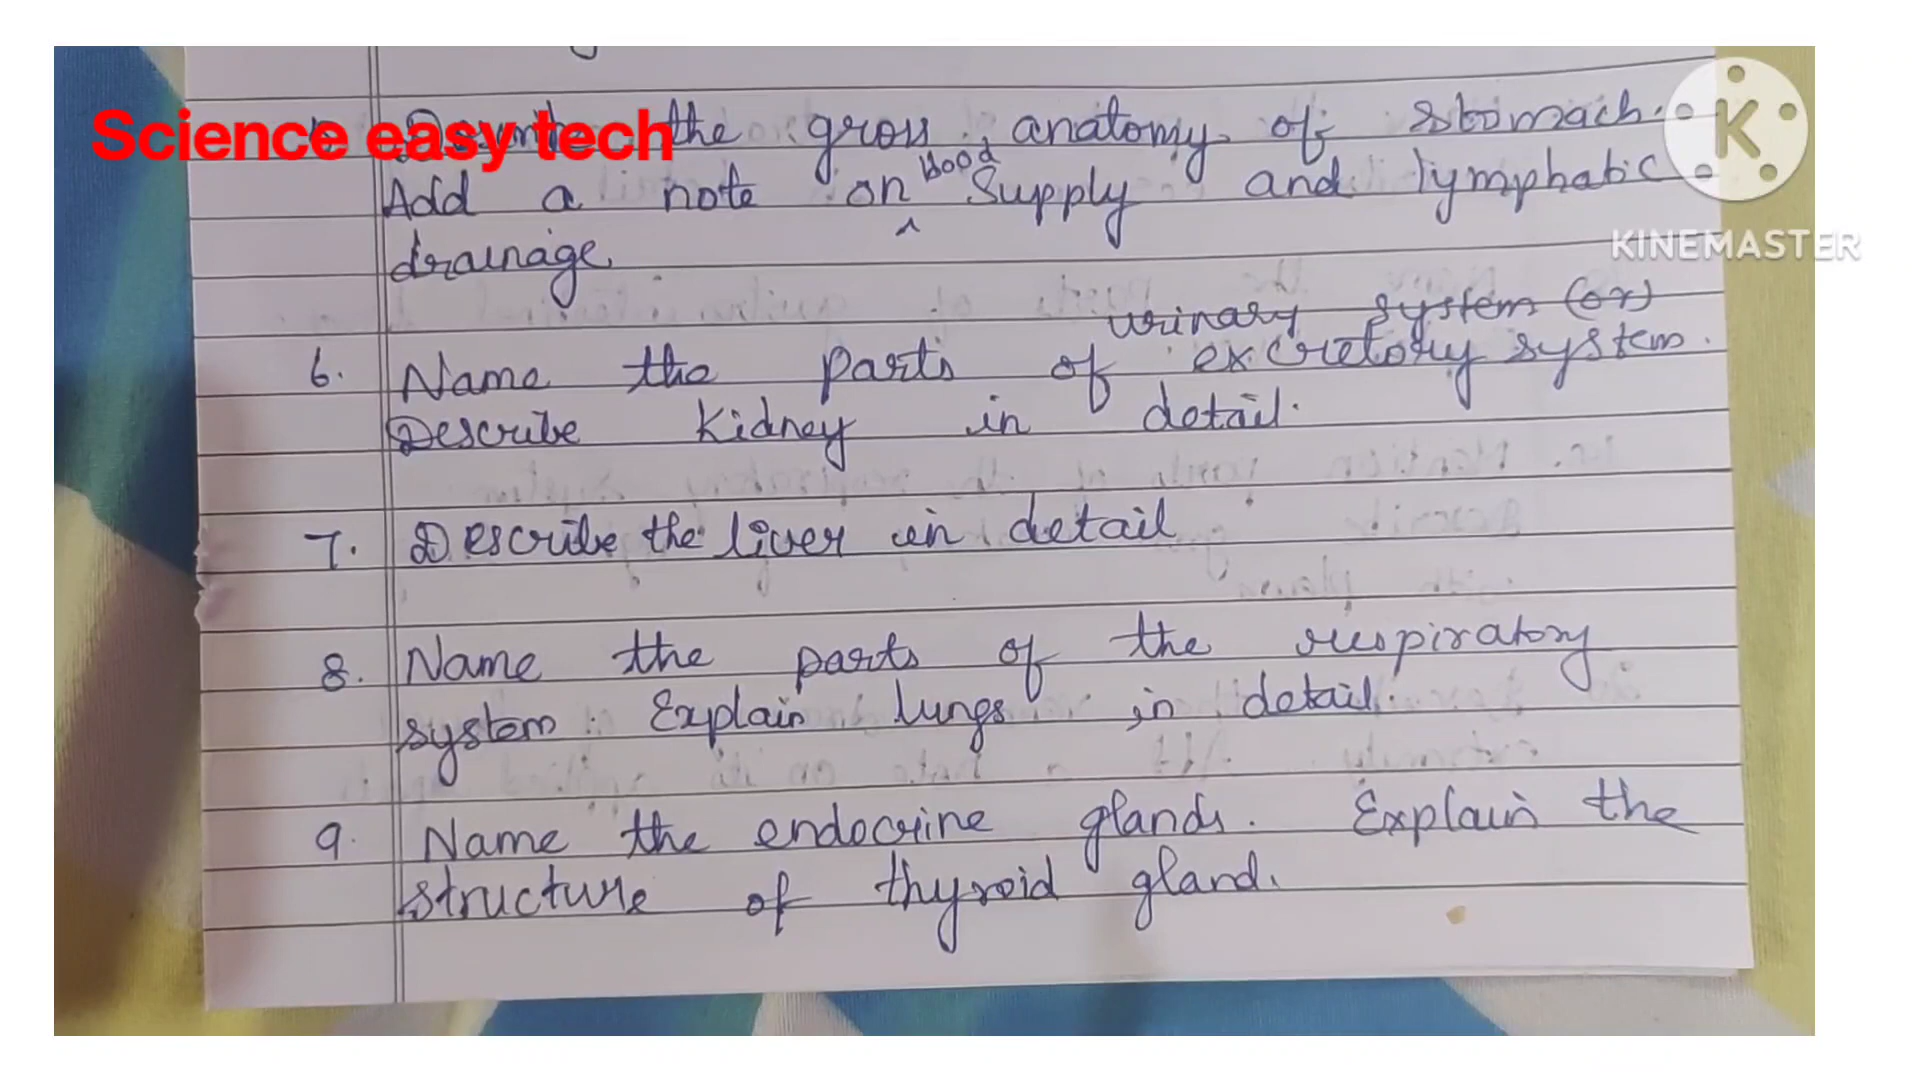 Science easy tech
the gross anatomy of stomach.
Add a note on blood supply and lymphatic
drainage
6. Name the parts of urinary system (or)
excretory system.
Describe kidney in detail.
7. Describe the liver in detail
8. Name the parts of the respiratory
system. Explain lungs in detail.
9. Name the endocrine glands. Explain the
structure of thyroid gland.
K
KINEMASTER